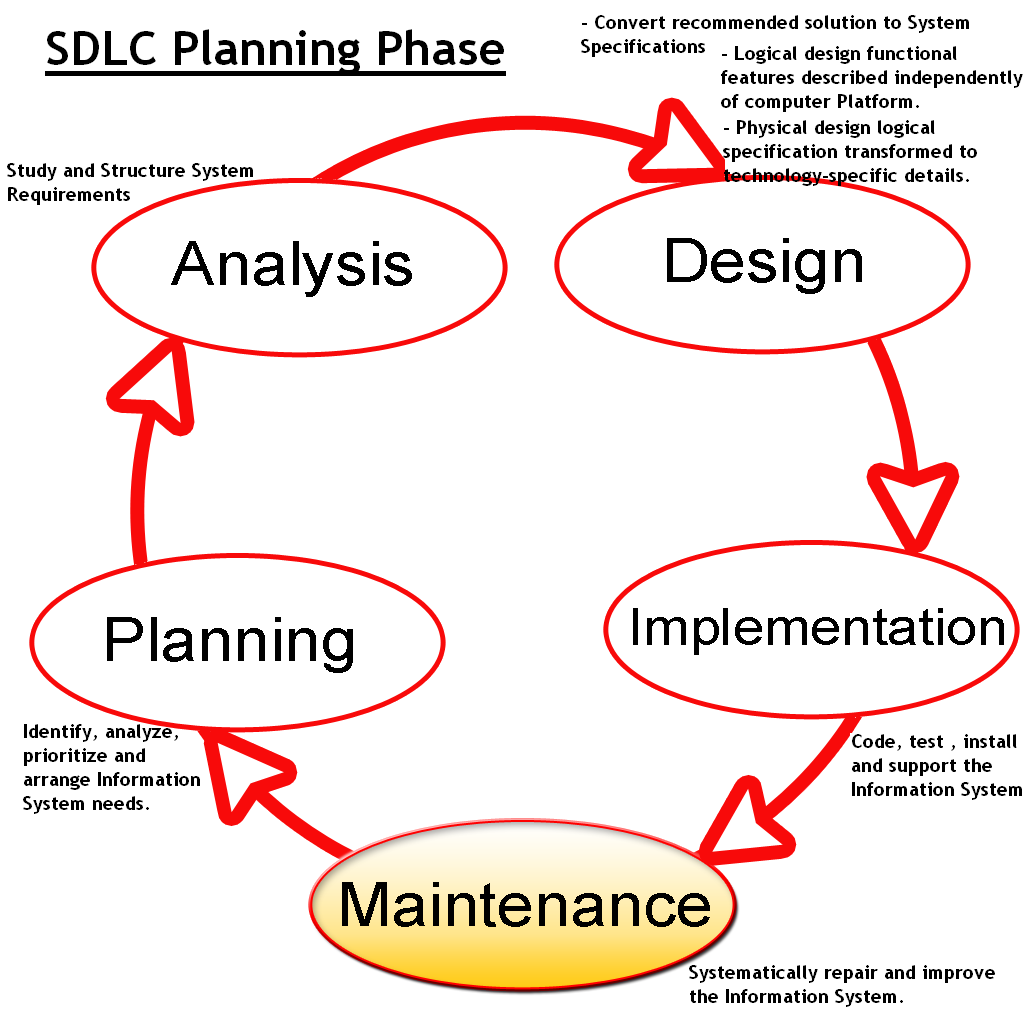 SDLC Planning Phase
- Convert recommended solution to System
Specifications
- Logical design functional
features described independently
of computer Platform.
- Physical design logical
specification transformed to
technology-specific details.
Study and Structure System
Requirements
Analysis
Design
Planning
Implementation
Identify, analyze,
prioritize and
arrange Information
System needs.
Code, test , install
and support the
Information System
Maintenance
Systematically repair and improve
the Information System.